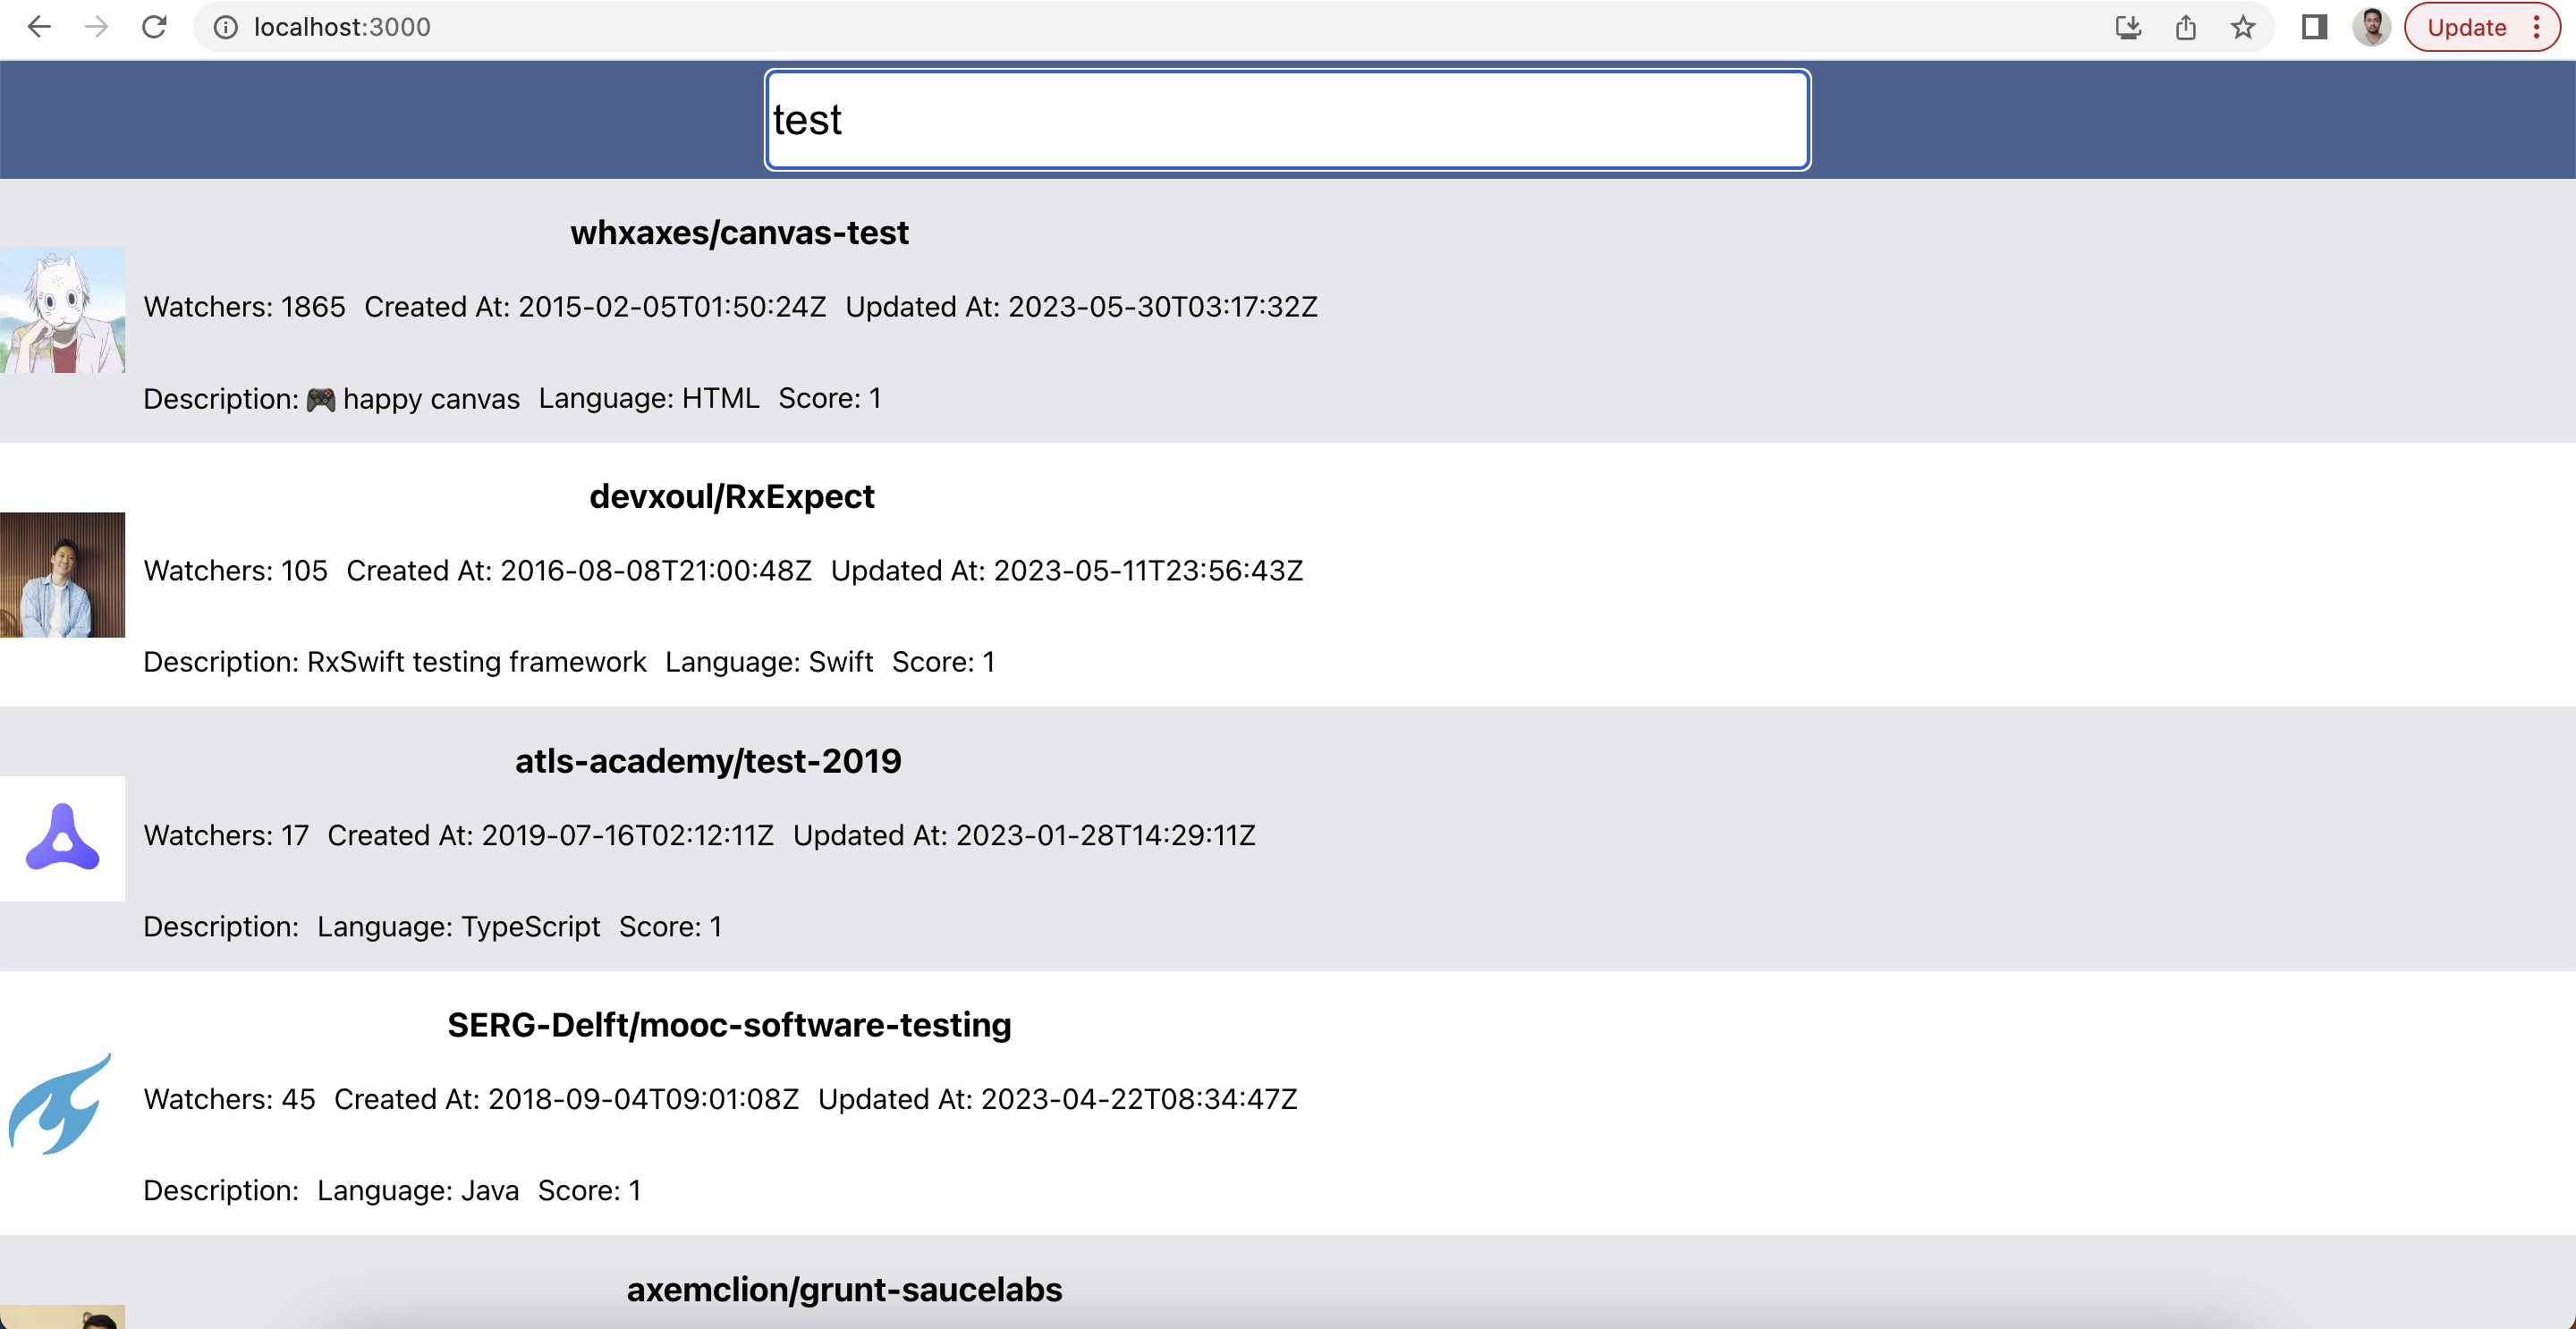 localhost:3000
Update
test
whxaxes/canvas-test
Watchers: 1865 Created At: 2015-02-05T01:50:24Z Updated At: 2023-05-30T03:17:32Z
Description: 🎮 happy canvas Language: HTML Score: 1
devxoul/RxExpect
Watchers: 105 Created At: 2016-08-08T21:00:48Z Updated At: 2023-05-11T23:56:43Z
Description: RxSwift testing framework Language: Swift Score: 1
atls-academy/test-2019
Watchers: 17 Created At: 2019-07-16T02:12:11Z Updated At: 2023-01-28T14:29:11Z
Description: Language: TypeScript Score: 1
SERG-Delft/mooc-software-testing
Watchers: 45 Created At: 2018-09-04T09:01:08Z Updated At: 2023-04-22T08:34:47Z
Description: Language: Java Score: 1
axemclion/grunt-saucelabs